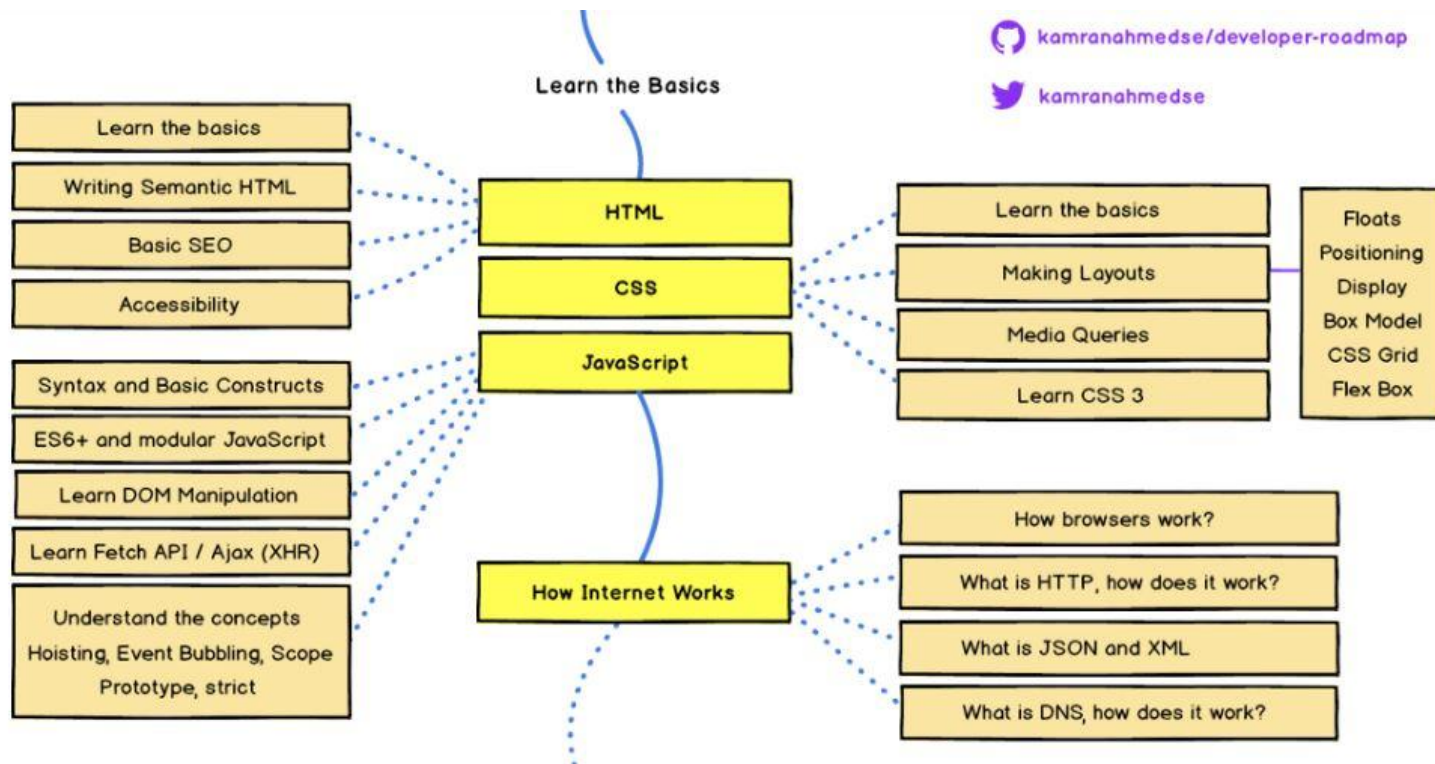 kamranahmedse/developer-roadmap
kamranahmedse
Learn the Basics
Learn the basics
Writing Semantic HTML
Basic SEO
Accessibility
HTML
CSS
JavaScript
Learn the basics
Making Layouts
Media Queries
Learn CSS 3
Floats
Positioning
Display
Box Model
CSS Grid
Flex Box
Syntax and Basic Constructs
ES6+ and modular JavaScript
Learn DOM Manipulation
Learn Fetch API / Ajax (XHR)
Understand the concepts
Hoisting, Event Bubbling, Scope
Prototype, strict
How Internet Works
How browsers work?
What is HTTP, how does it work?
What is JSON and XML
What is DNS, how does it work?